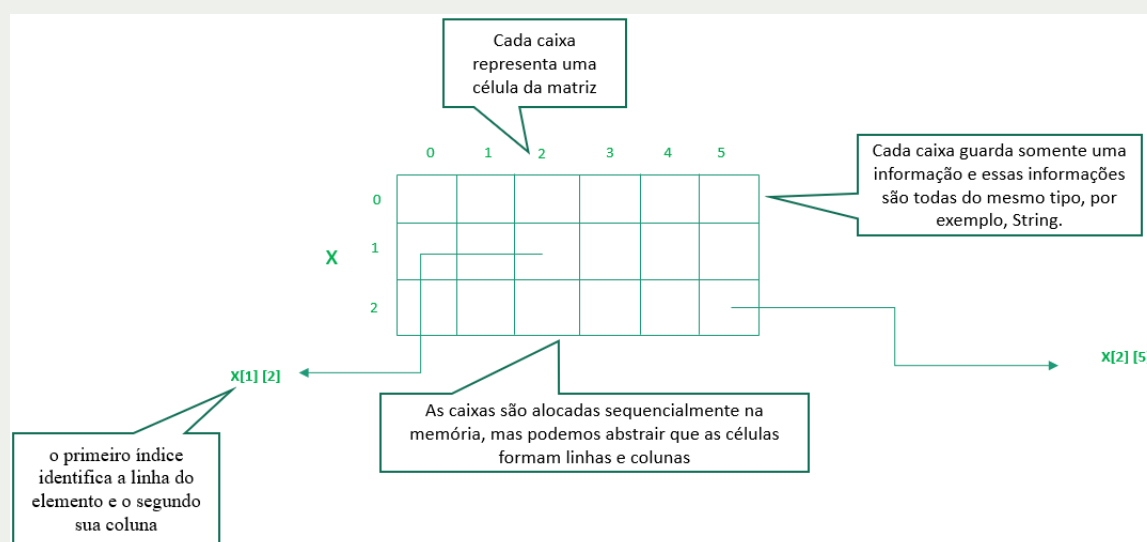 Cada caixa
representa uma
célula da matriz
0 1 2 3 4 5
Cada caixa guarda somente uma
informação e essas informações
são todas do mesmo tipo, por
exemplo, String.
0
X
1
2
X[1] [2]
X[2] [5
As caixas são alocadas sequencialmente na
memória, mas podemos abstrair que as células
formam linhas e colunas
o primeiro índice
identifica a linha do
elemento e o segundo
sua coluna